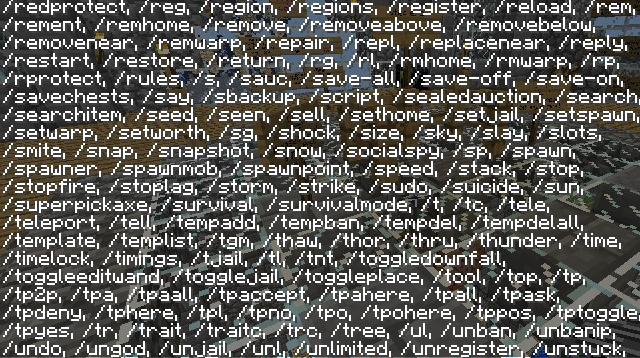 /redprotect, /reg, /region, /regions, /register, /reload, /rem,
/rement, /remhome, /remove, /removeabove, /removebelow,
/removenear, /remwarp, /repair, /repl, /replacenear, /reply,
/restart, /restore, /return, /rg, /rl, /rmhome, /rmwarp, /rp,
/rprotect, /rules, /s, /sauc, /save-all, /save-off, /save-on,
/savechests, /say, /sbackup, /script, /sealedauction, /search,
/searchitem, /seed, /seen, /sell, /sethome, /setjail, /setspawn,
/setwarp, /setworth, /sg, /shock, /size, /sky, /slay, /slots,
/smite, /snap, /snapshot, /snow, /socialspy, /sp, /spawn,
/spawner, /spawnmob, /spawnpoint, /speed, /stack, /stop,
/stopfire, /stoplag, /storm, /strike, /sudo, /suicide, /sun,
/superpickaxe, /survival, /survivalmode, /t, /tc, /tele,
/teleport, /tell, /tempadd, /tempban, /tempdel, /tempdelall,
/template, /templist, /tgm, /thaw, /thor, /thru, /thunder, /time,
/timelock, /timings, /tjail, /tl, /tnt, /toggledownfall,
/toggleeditwand, /togglejail, /toggleplace, /tool, /top, /tp,
/tp2p, /tpa, /tpaall, /tpaccept, /tpahere, /tpall, /tpask,
/tpdeny, /tphere, /tpl, /tpno, /tpo, /tpohere, /tppos, /tptoggle,
/tpyes, /tr, /trait, /traitc, /trc, /tree, /ul, /unban, /unbanip,
/undo, /ungod, /unjail, /unl, /unlimited, /unregister, /unstuck,